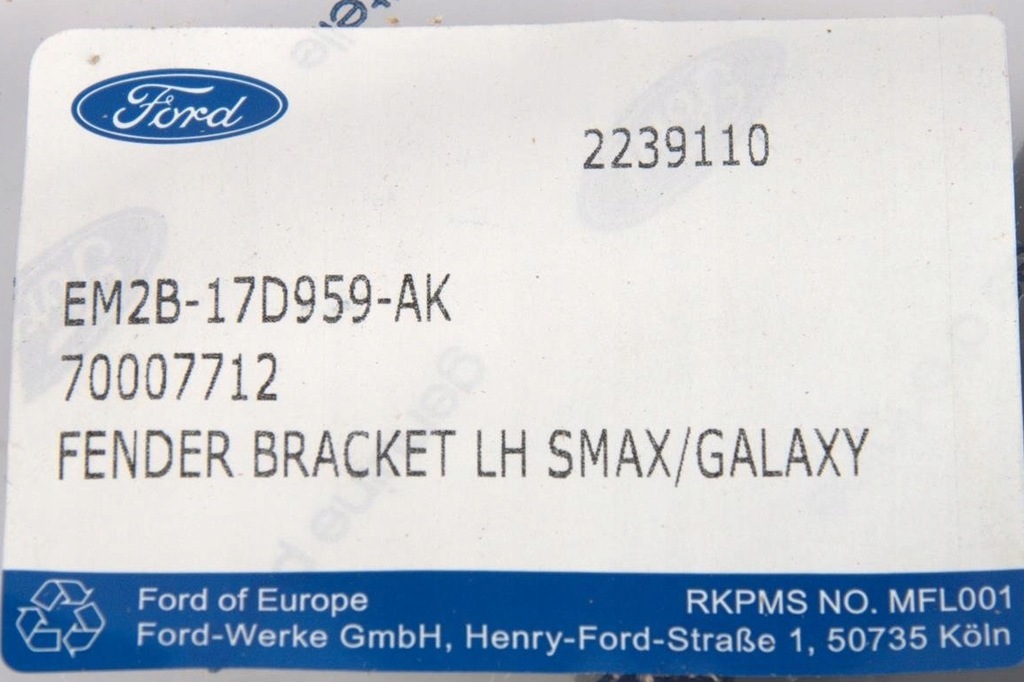 Ford
2239110
EM2B-17D959-AK
70007712
FENDER BRACKET LH SMAX/GALAXY
Ford of Europe
RKPMS NO. MFL001
Ford-Werke GmbH, Henry-Ford-Straße 1, 50735 Köln